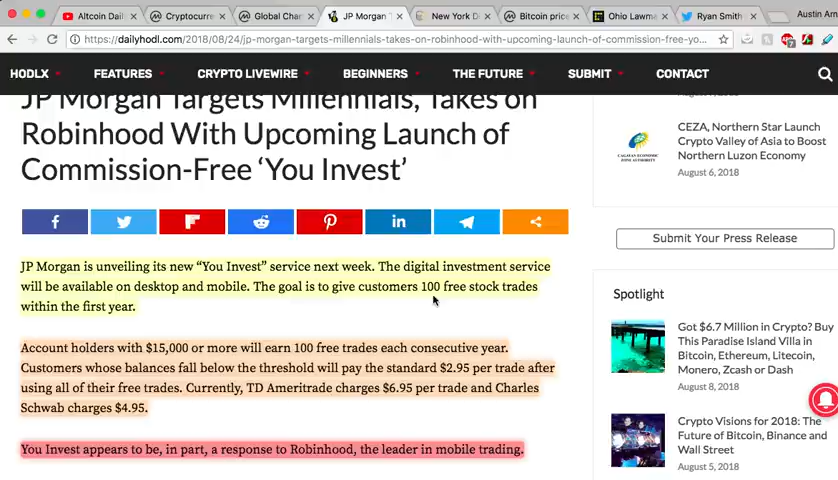 Altcoin Daily
Cryptocurre
Global Char
JP Morgan T
New York D
Bitcoin price
Ohio Lawma
Ryan Smith
Austin Arn
https://dailyhodl.com/2018/08/24/jp-morgan-targets-millennials-takes-on-robinhood-with-upcoming-launch-of-commission-free-yo...
HODLX
FEATURES
CRYPTO LIVEWIRE
BEGINNERS
THE FUTURE
SUBMIT
CONTACT
JP Morgan Targets Millennials, Takes on
Robinhood With Upcoming Launch of
Commission-Free ‘You Invest’
JP Morgan is unveiling its new “You Invest” service next week. The digital investment service
will be available on desktop and mobile. The goal is to give customers 100 free stock trades
within the first year.
Account holders with $15,000 or more will earn 100 free trades each consecutive year.
Customers whose balances fall below the threshold will pay the standard $2.95 per trade after
using all of their free trades. Currently, TD Ameritrade charges $6.95 per trade and Charles
Schwab charges $4.95.
You Invest appears to be, in part, a response to Robinhood, the leader in mobile trading.
CEZA, Northern Star Launch
Crypto Valley of Asia to Boost
Northern Luzon Economy
August 6, 2018
Submit Your Press Release
Spotlight
Got $6.7 Million in Crypto? Buy
This Paradise Island Villa in
Bitcoin, Ethereum, Litecoin,
Monero, Zcash or Dash
August 8, 2018
Crypto Visions for 2018: The
Future of Bitcoin, Binance and
Wall Street
August 5, 2018